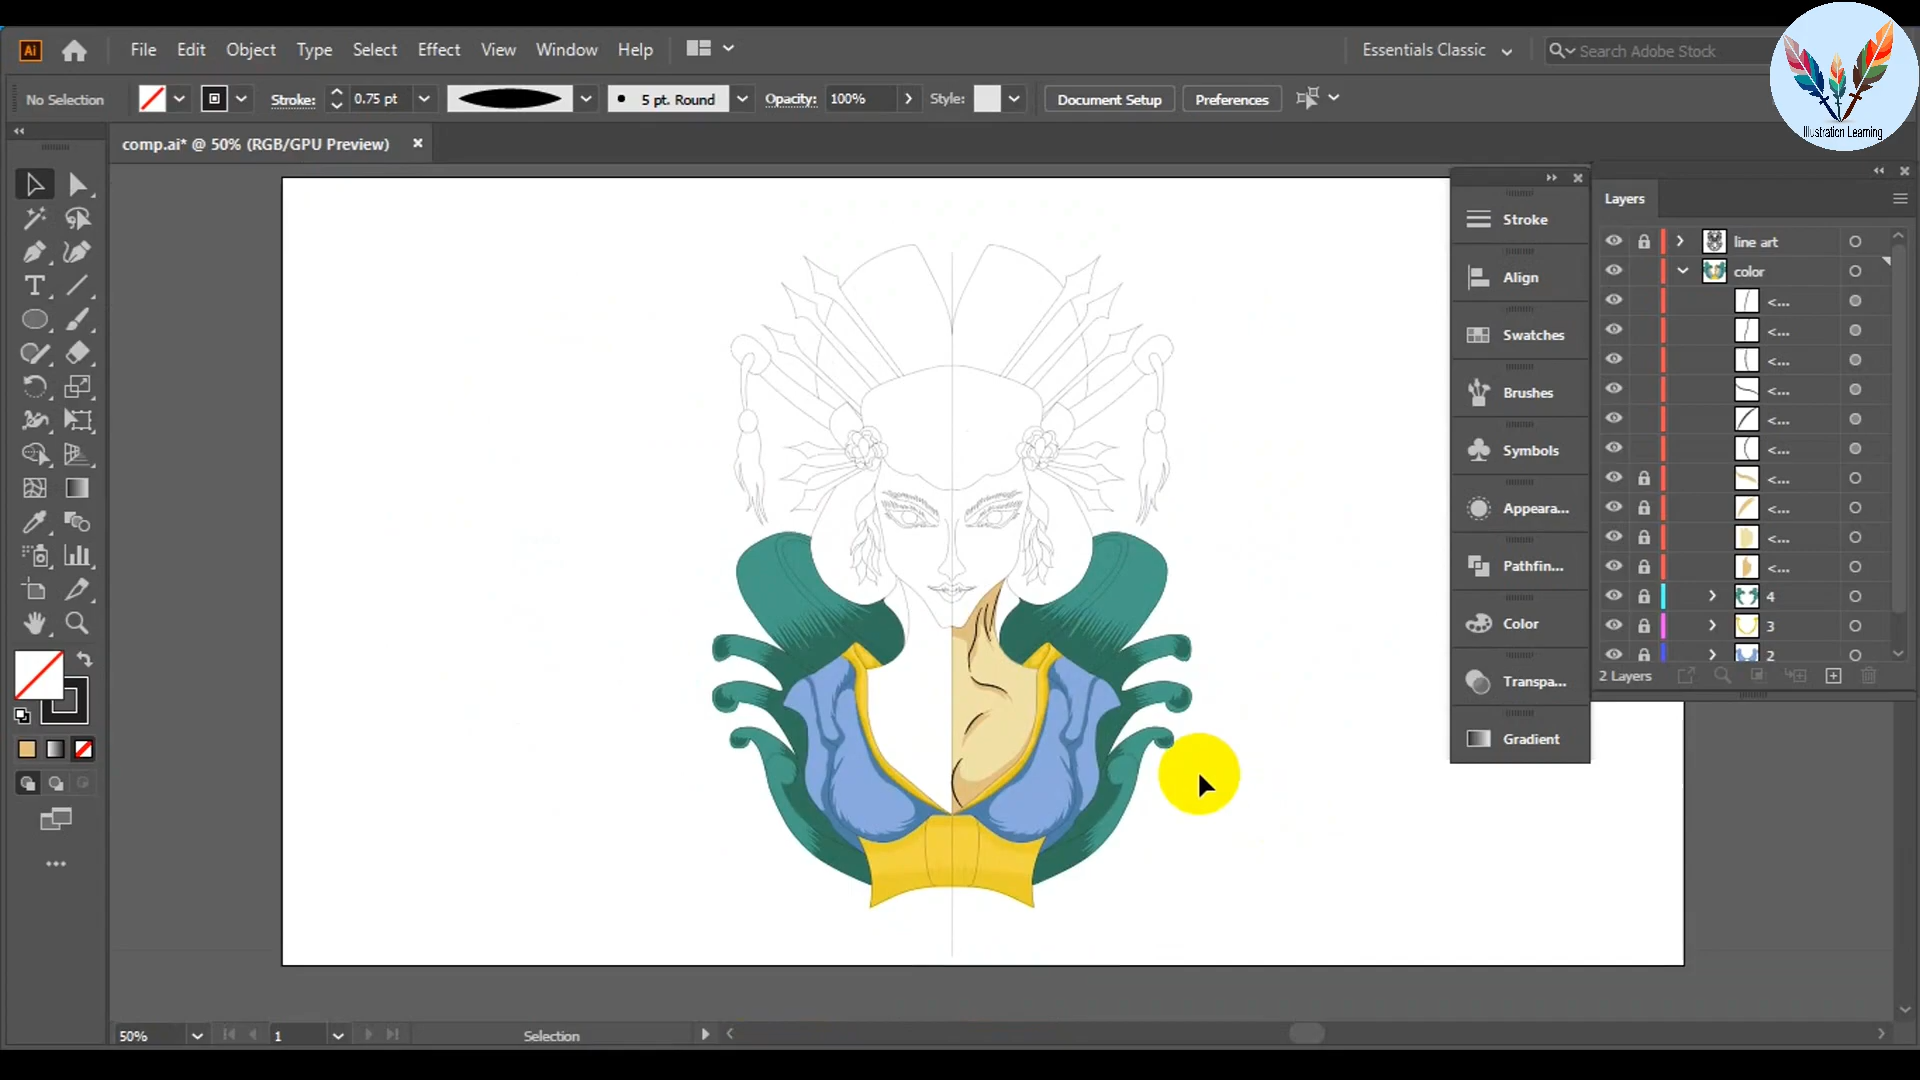 Ai File Edit Object Type Select Effect View Window Help Essentials Classic Search Adobe Stock
Illustration Learning
No Selection Stroke: 0.75 pt 5 pt. Round Opacity: 100% Style: Document Setup Preferences
comp.ai* @ 50% (RGB/GPU Preview)
Stroke
Align
Swatches
Brushes
Symbols
Appeara...
Pathfin...
Color
Transpa...
Gradient
Layers
line art
color
<...
<...
<...
<...
<...
<...
<...
<...
<...
<...
4
3
2
2 Layers
50% 1 Selection